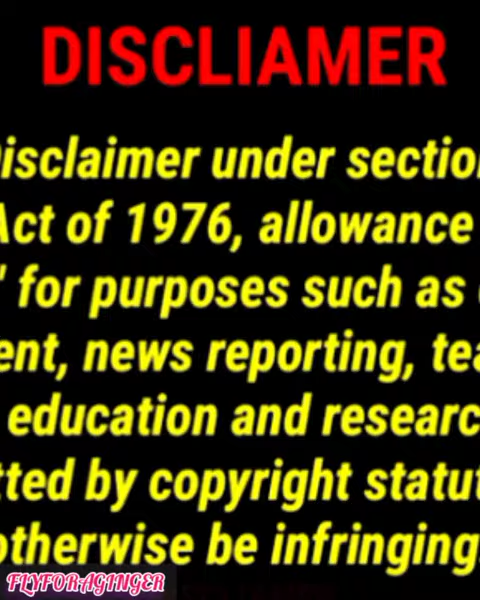 DISCLIAMER
isclaimer under section
Act of 1976, allowance
" for purposes such as
ent, news reporting, tea
education and researc
tted by copyright statut
otherwise be infringing.
FLYFORAGINGER